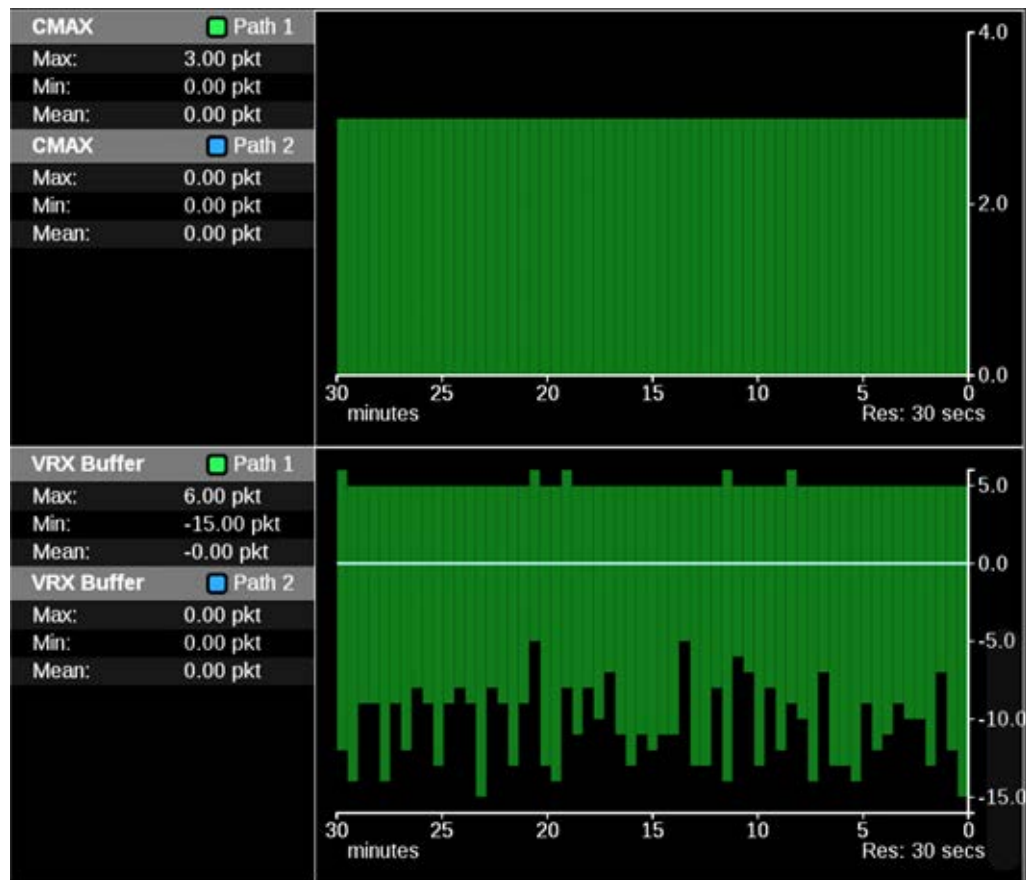 CMAX Path 1
Max: 3.00 pkt
Min: 0.00 pkt
Mean: 0.00 pkt
CMAX Path 2
Max: 0.00 pkt
Min: 0.00 pkt
Mean: 0.00 pkt
4.0
2.0
0.0
30 25 20 15 10 5 0
minutes Res: 30 secs
VRX Buffer Path 1
Max: 6.00 pkt
Min: -15.00 pkt
Mean: -0.00 pkt
VRX Buffer Path 2
Max: 0.00 pkt
Min: 0.00 pkt
Mean: 0.00 pkt
5.0
0.0
-5.0
-10.0
-15.0
30 25 20 15 10 5 0
minutes Res: 30 secs